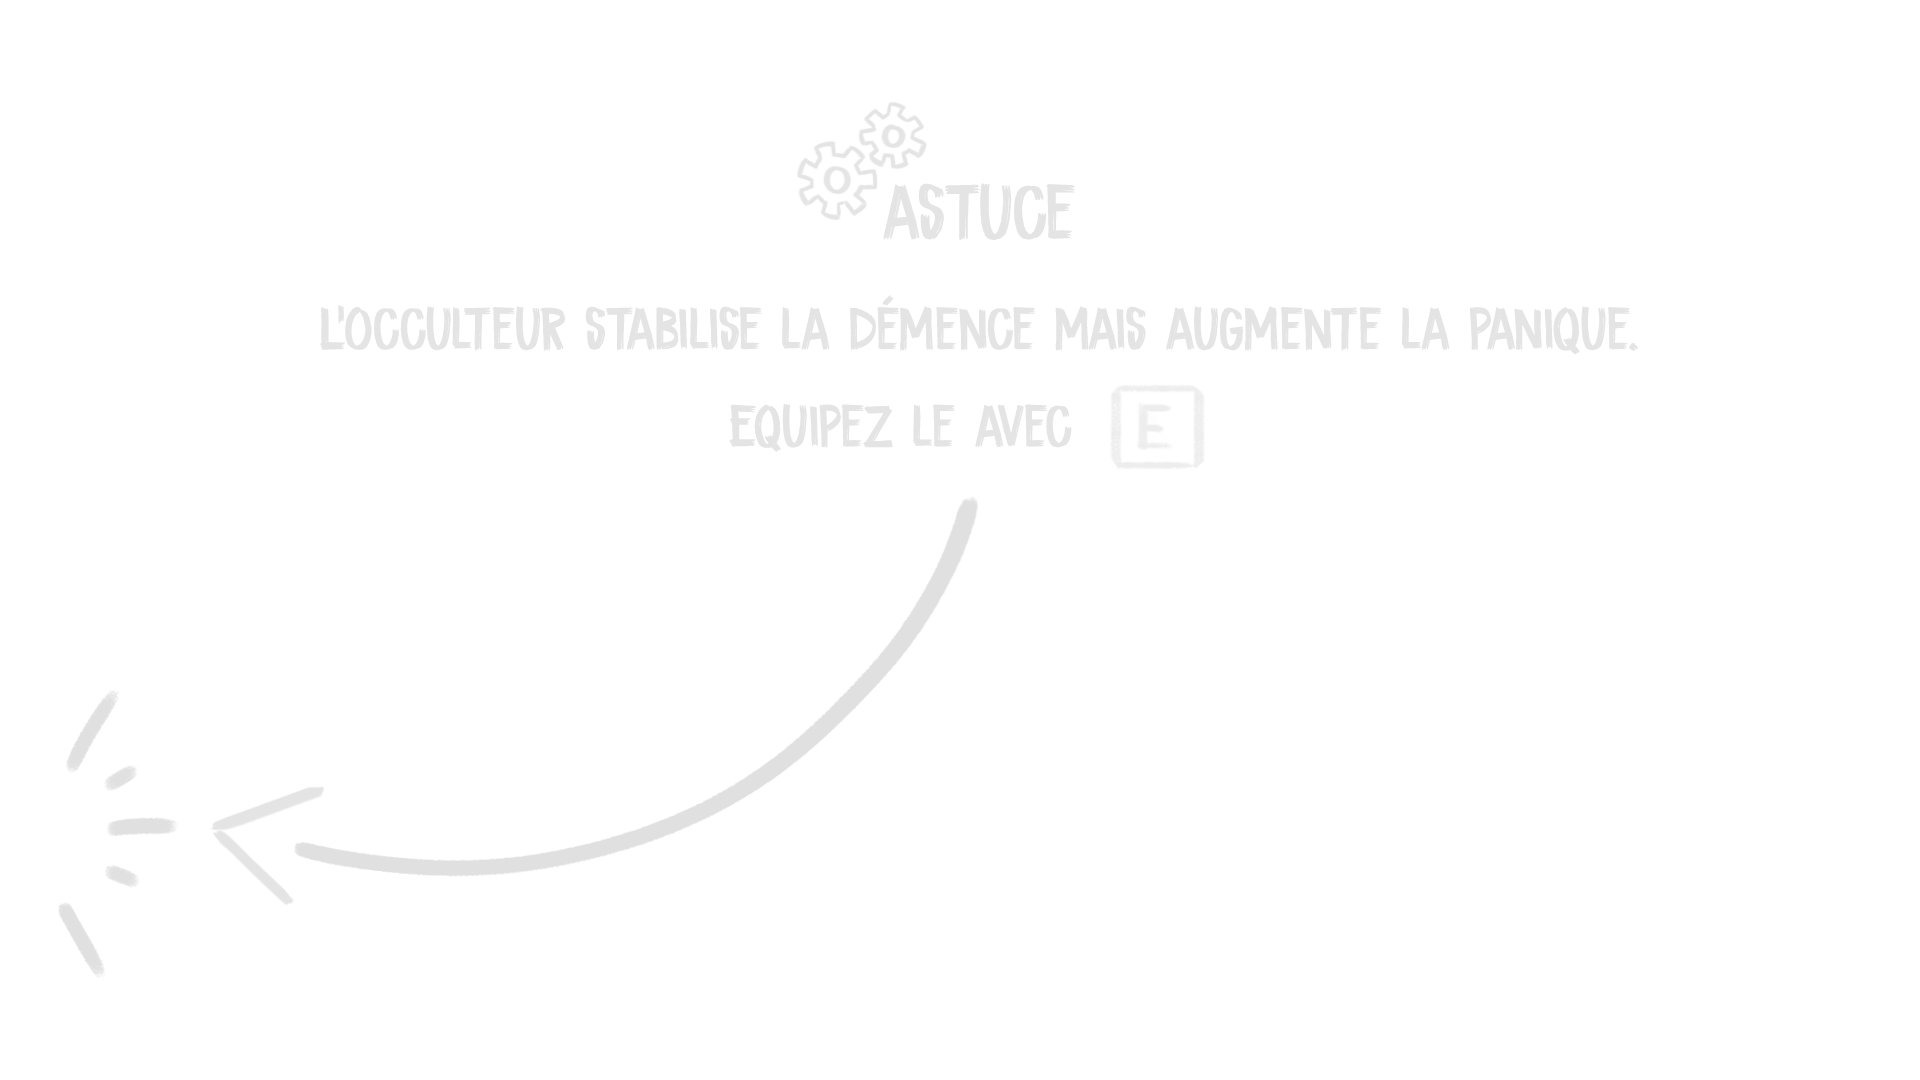 ASTUCE
L'OCCULTEUR STABILISE LA DÉMENCE MAIS AUGMENTE LA PANIQUE.
EQUIPEZ LE AVEC E